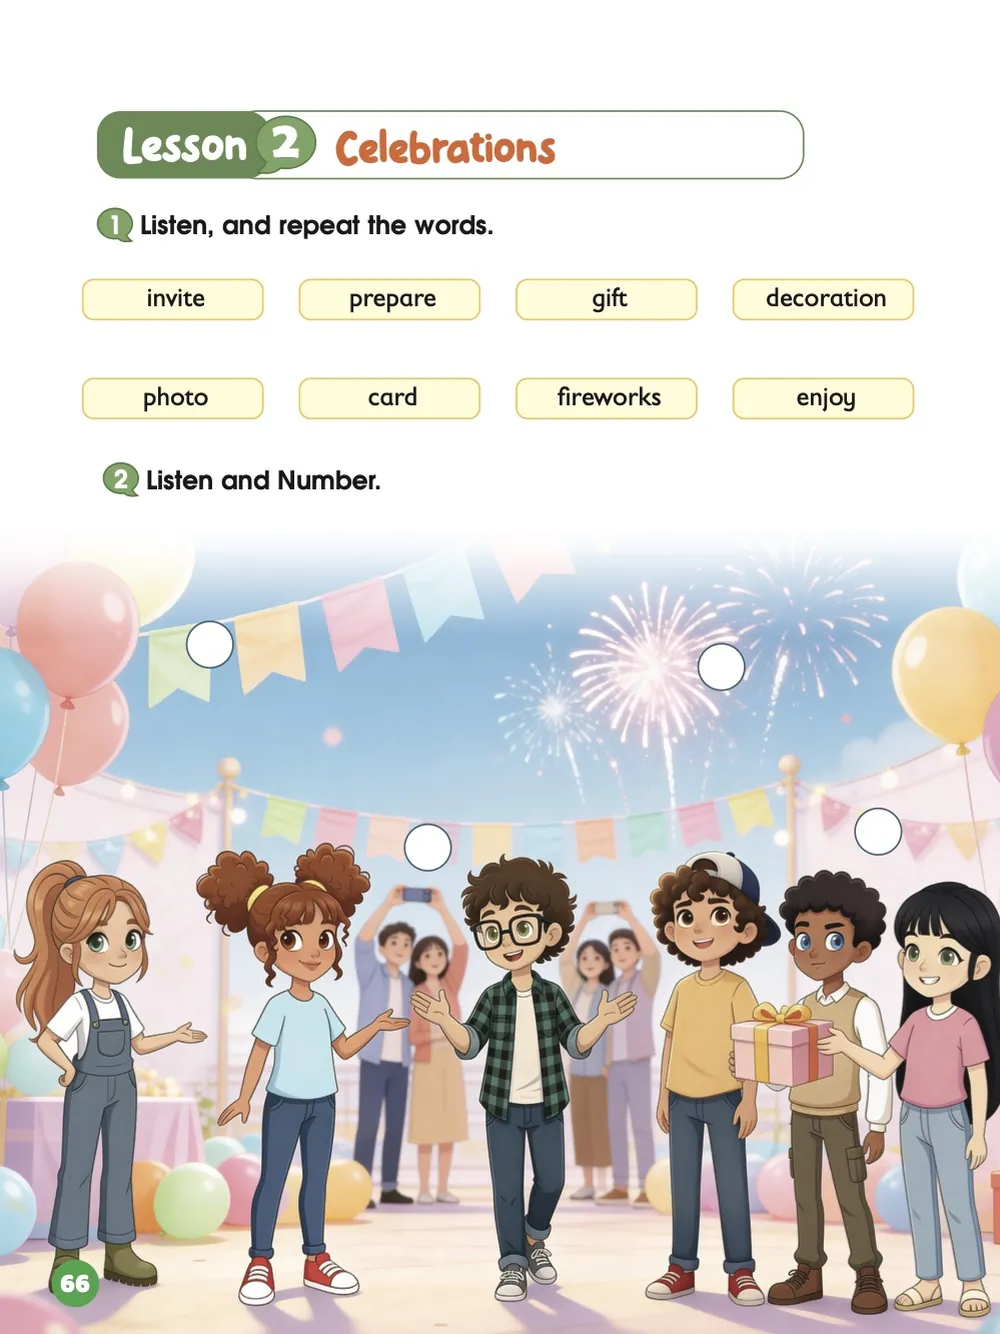 Lesson 2 Celebrations
1 Listen, and repeat the words.
invite prepare gift decoration
photo card fireworks enjoy
2 Listen and Number.
66